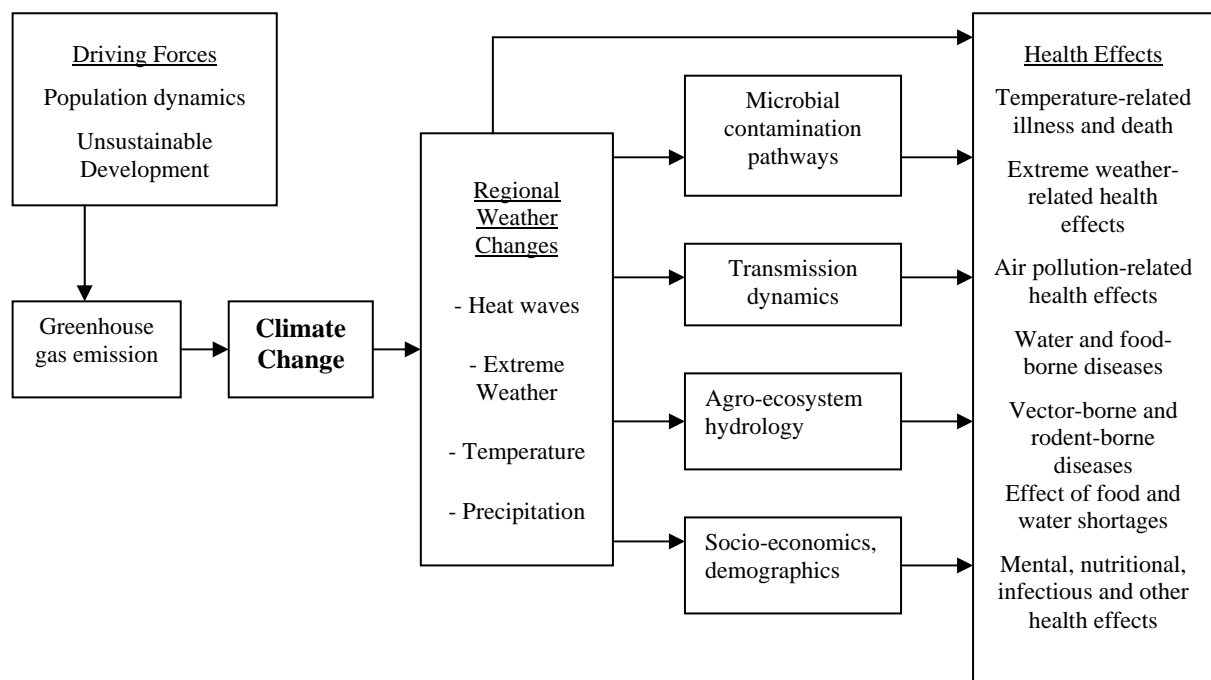 Driving Forces
Population dynamics
Unsustainable
Development
Greenhouse
gas emission
Climate
Change
Regional
Weather
Changes
- Heat waves
- Extreme
Weather
- Temperature
- Precipitation
Microbial
contamination
pathways
Transmission
dynamics
Agro-ecosystem
hydrology
Socio-economics,
demographics
Health Effects
Temperature-related
illness and death
Extreme weather-
related health
effects
Air pollution-related
health effects
Water and food-
borne diseases
Vector-borne and
rodent-borne
diseases
Effect of food and
water shortages
Mental, nutritional,
infectious and other
health effects